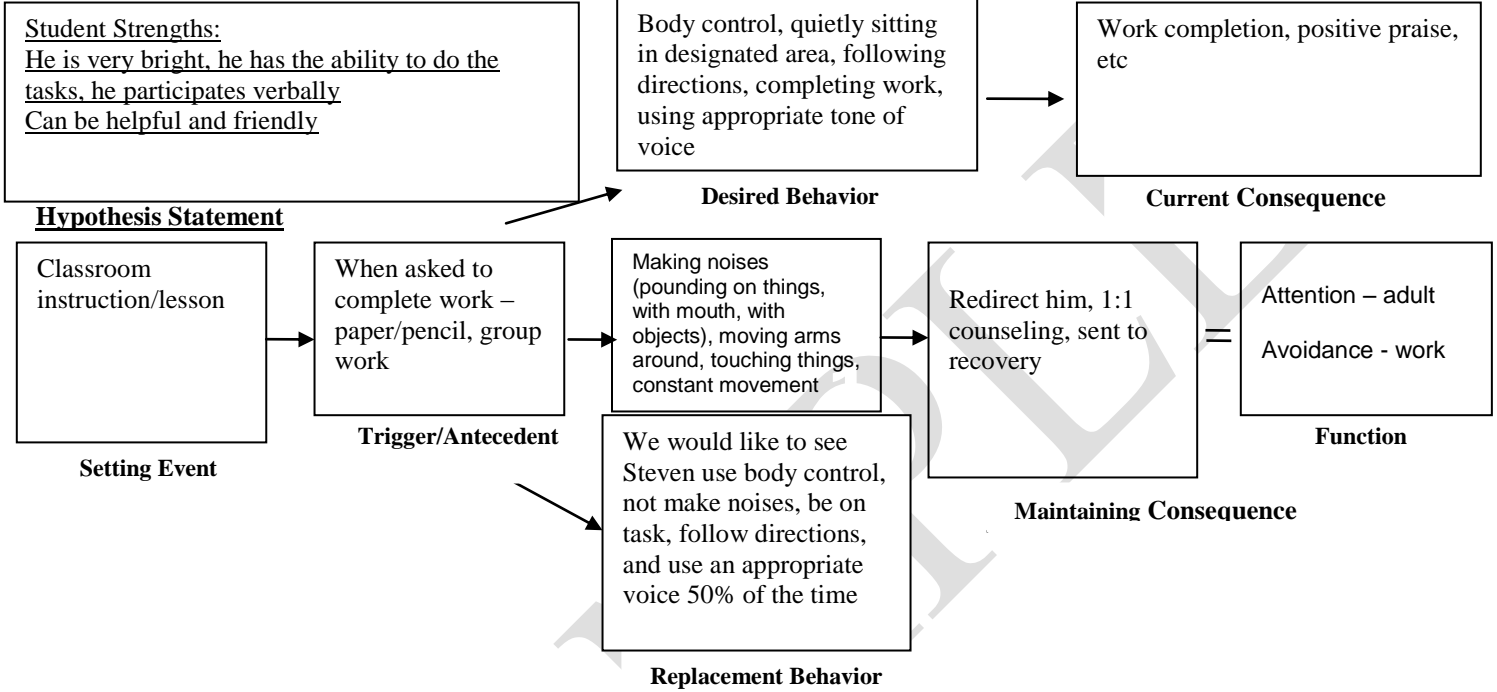 Student Strengths:
He is very bright, he has the ability to do the
tasks, he participates verbally
Can be helpful and friendly
Body control, quietly sitting
in designated area, following
directions, completing work,
using appropriate tone of
voice
Work completion, positive praise,
etc
Desired Behavior
Current Consequence
Hypothesis Statement
Classroom
instruction/lesson
When asked to
complete work –
paper/pencil, group
work
Making noises
(pounding on things,
with mouth, with
objects), moving arms
around, touching things,
constant movement
Redirect him, 1:1
counseling, sent to
recovery
=
Attention – adult
Avoidance - work
Setting Event
Trigger/Antecedent
We would like to see
Steven use body control,
not make noises, be on
task, follow directions,
and use an appropriate
voice 50% of the time
Maintaining Consequence
Function
Replacement Behavior